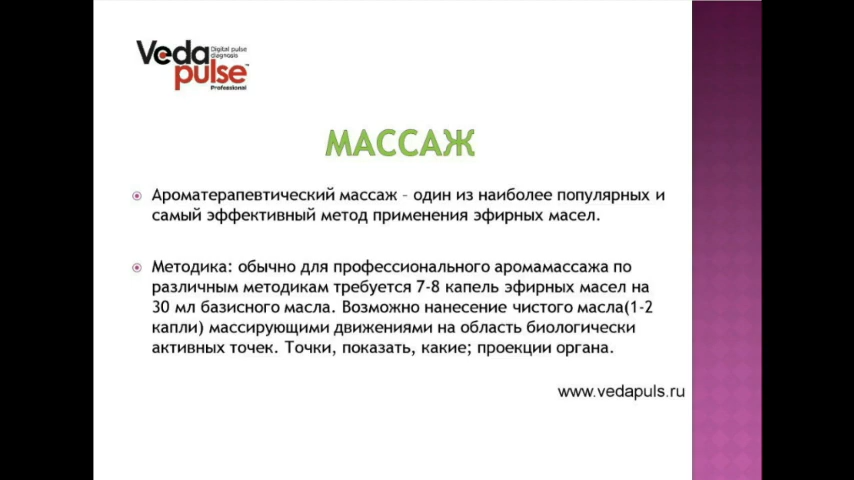 Veda
Digital pulse
diagnosis
pulse™
Professional
МАССАЖ
Ароматерапевтический массаж - один из наиболее популярных и
самый эффективный метод применения эфирных масел.
Методика: обычно для профессионального аромамассажа по
различным методикам требуется 7-8 капель эфирных масел на
30 мл базисного масла. Возможно нанесение чистого масла(1-2
капли) массирующими движениями на область биологически
активных точек. Точки, показать, какие; проекции органа.
www.vedapuls.ru